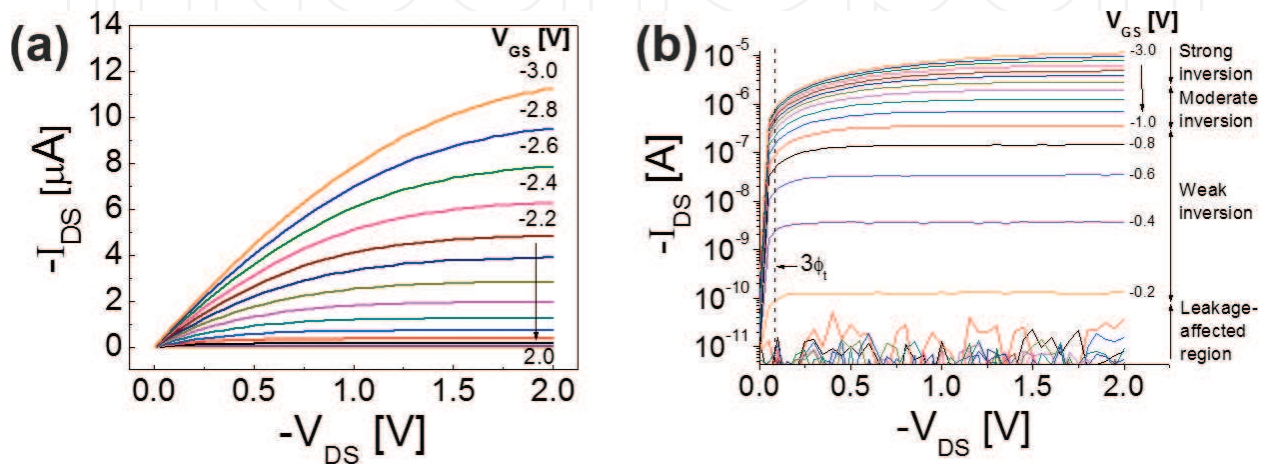 (a)
14
12
10
8
6
4
2
0
-I_DS [μA]
V_GS [V]
-3.0
-2.8
-2.6
-2.4
-2.2
2.0
0.0 0.5 1.0 1.5 2.0
-V_DS [V]
(b)
10^-5
10^-6
10^-7
10^-8
10^-9
10^-10
10^-11
-I_DS [A]
3ϕ_t
V_GS [V]
-3.0
-1.0
-0.8
-0.6
-0.4
-0.2
Strong
inversion
Moderate
inversion
Weak
inversion
Leakage-
affected
region
0.0 0.5 1.0 1.5 2.0
-V_DS [V]